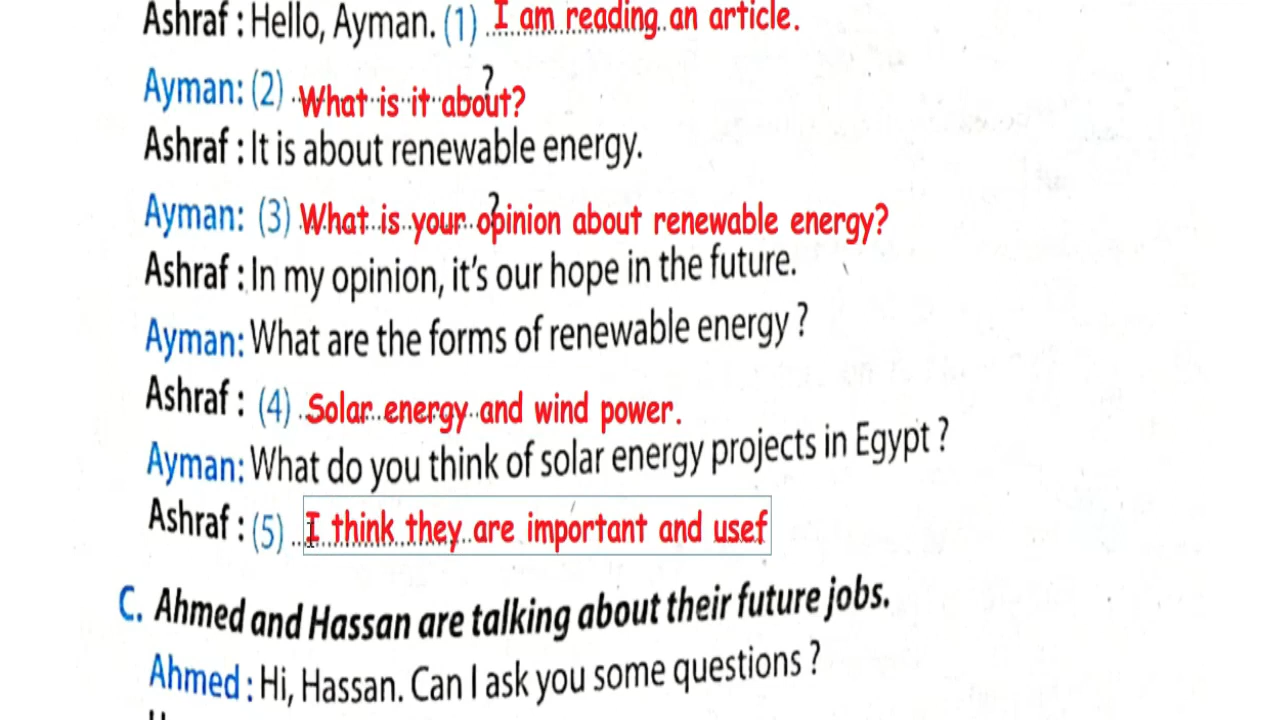 Ashraf : Hello, Ayman. (1) I am reading an article.
Ayman: (2) What is it about? ?
Ashraf : It is about renewable energy.
Ayman: (3) What is your opinion about renewable energy? ?
Ashraf : In my opinion, it's our hope in the future.
Ayman: What are the forms of renewable energy ?
Ashraf : (4) Solar energy and wind power.
Ayman: What do you think of solar energy projects in Egypt ?
Ashraf : (5) I think they are important and usef
C. Ahmed and Hassan are talking about their future jobs.
Ahmed : Hi, Hassan. Can I ask you some questions ?